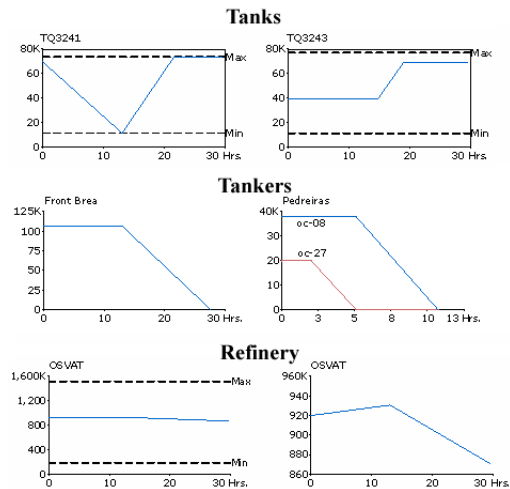 Tanks
TQ3241
80K
60
40
20
0
Max
Min
0 10 20 30 Hrs.
TQ3243
80K
60
40
20
0
Max
Min
0 10 20 30 Hrs.
Tankers
Front Brea
125K
100
75
50
25
0
0 10 20 30 Hrs.
Pedreiras
40K
30
20
10
0
oc-08
oc-27
0 3 5 8 10 13 Hrs.
Refinery
OSVAT
1,600K
1,200
800
400
0
Max
Min
0 10 20 30 Hrs.
OSVAT
960K
940
920
900
880
860
0 10 20 30 Hrs.